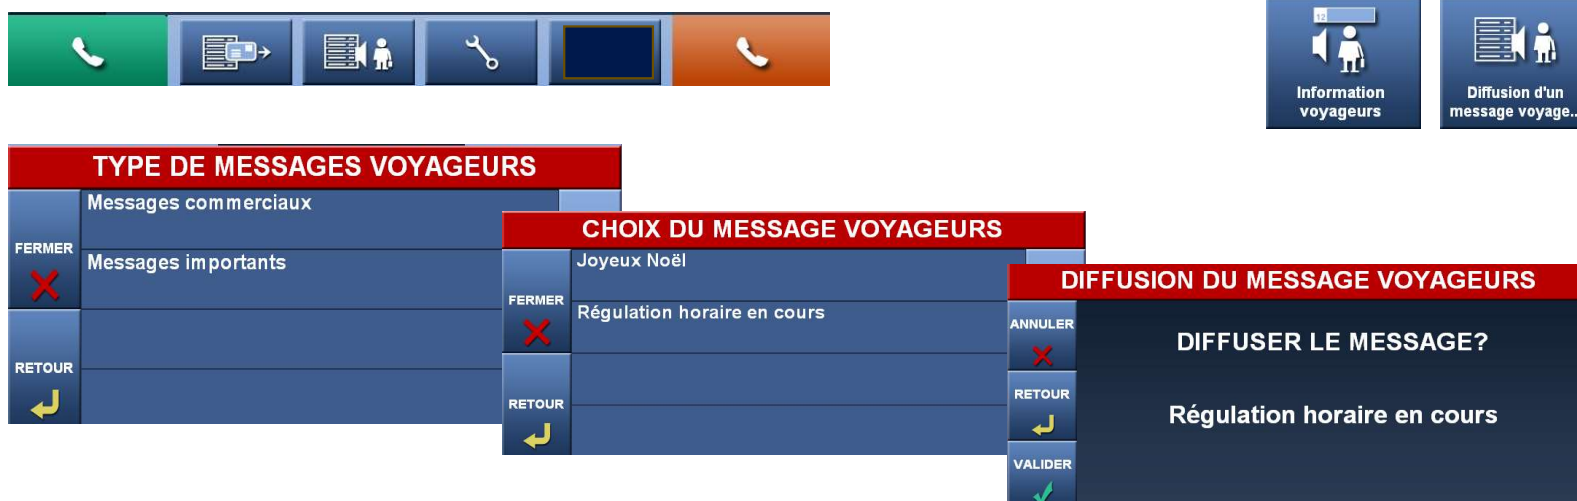 12
Information
voyageurs
Diffusion d'un
message voyage..
TYPE DE MESSAGES VOYAGEURS
Messages commerciaux
FERMER
Messages importants
RETOUR
CHOIX DU MESSAGE VOYAGEURS
Joyeux Noël
FERMER
Régulation horaire en cours
RETOUR
DIFFUSION DU MESSAGE VOYAGEURS
ANNULER
DIFFUSER LE MESSAGE?
RETOUR
Régulation horaire en cours
VALIDER